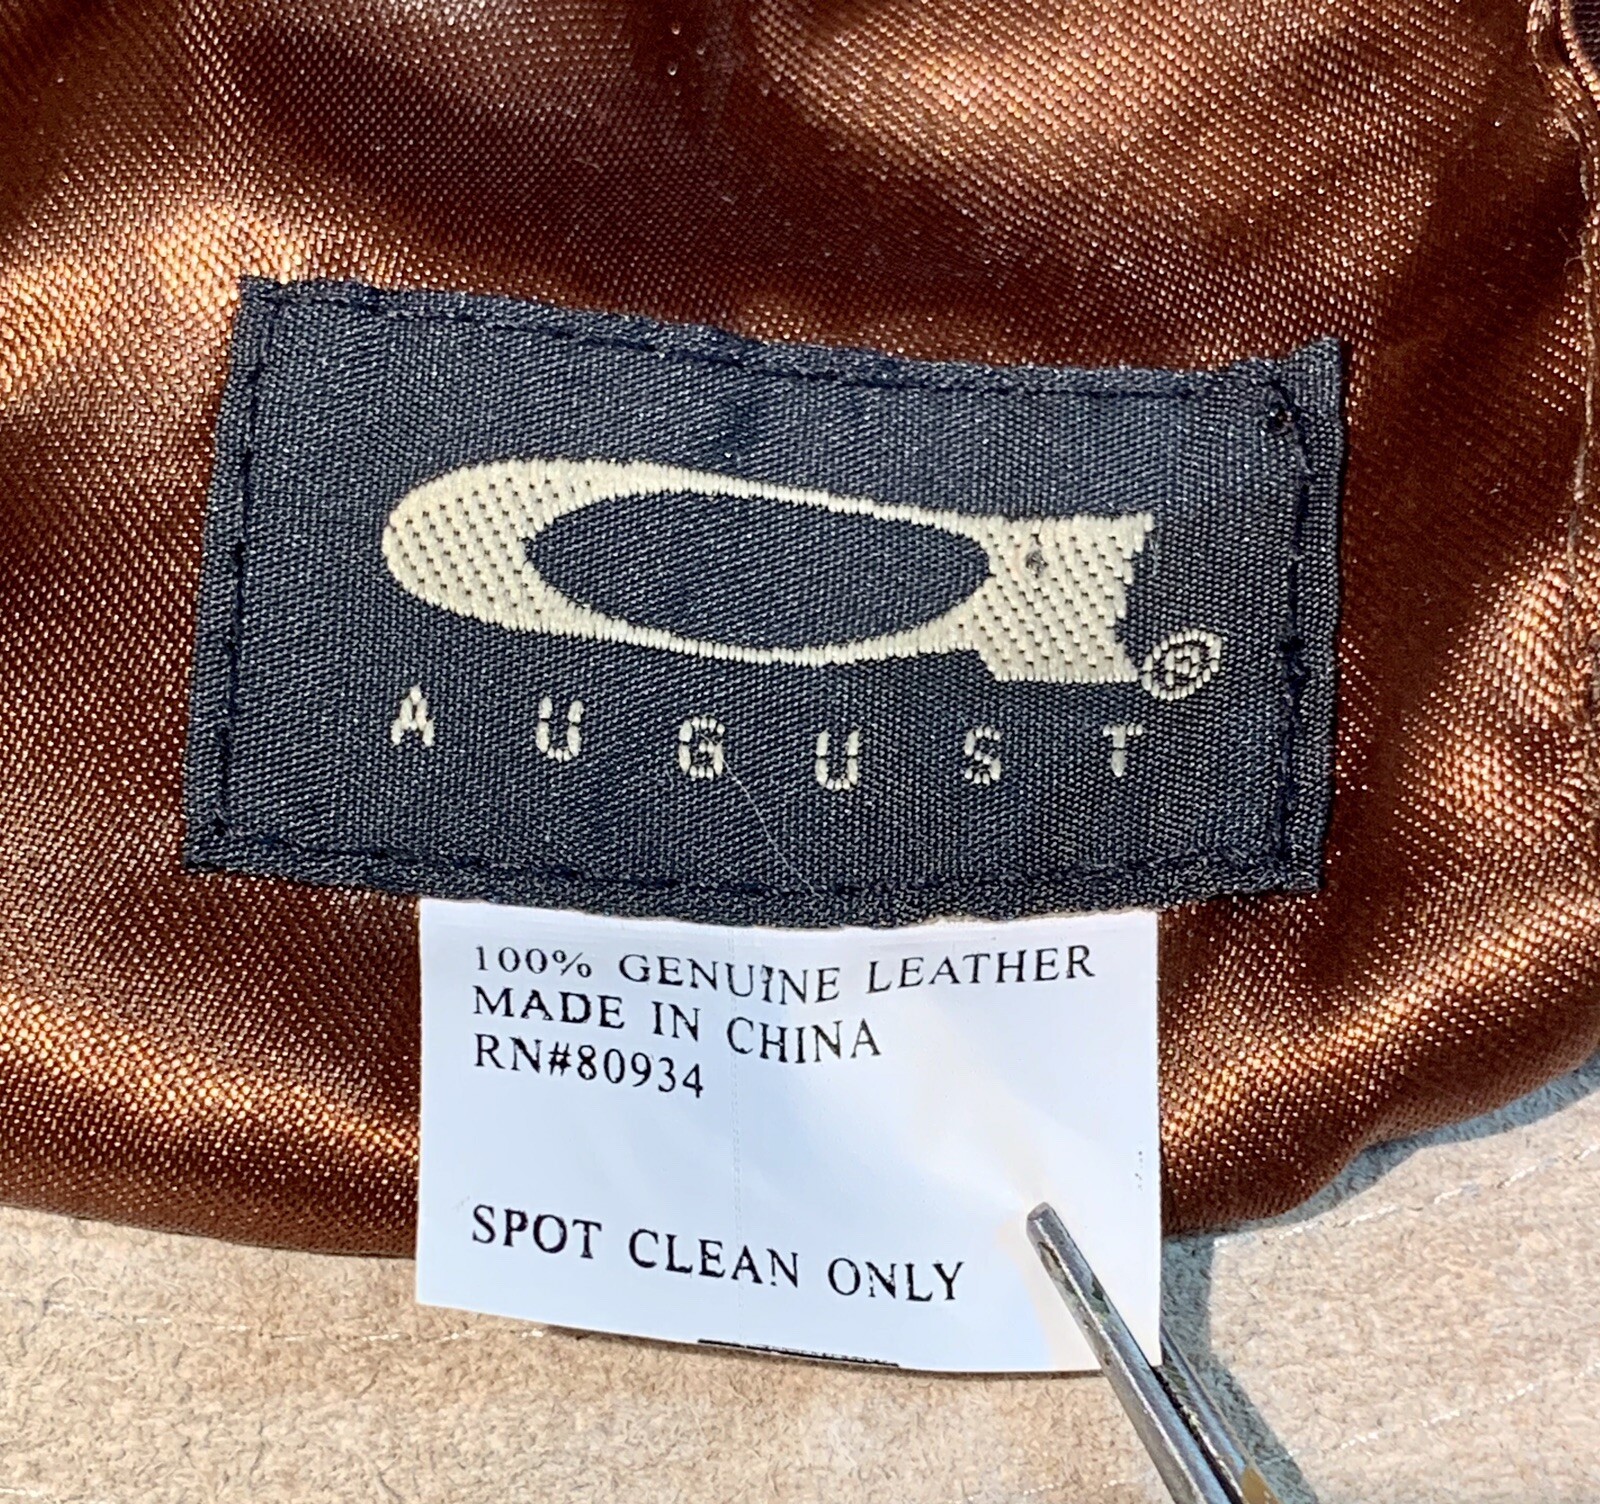 ®
AUGUST
100% GENUINE LEATHER
MADE IN CHINA
RN#80934
SPOT CLEAN ONLY